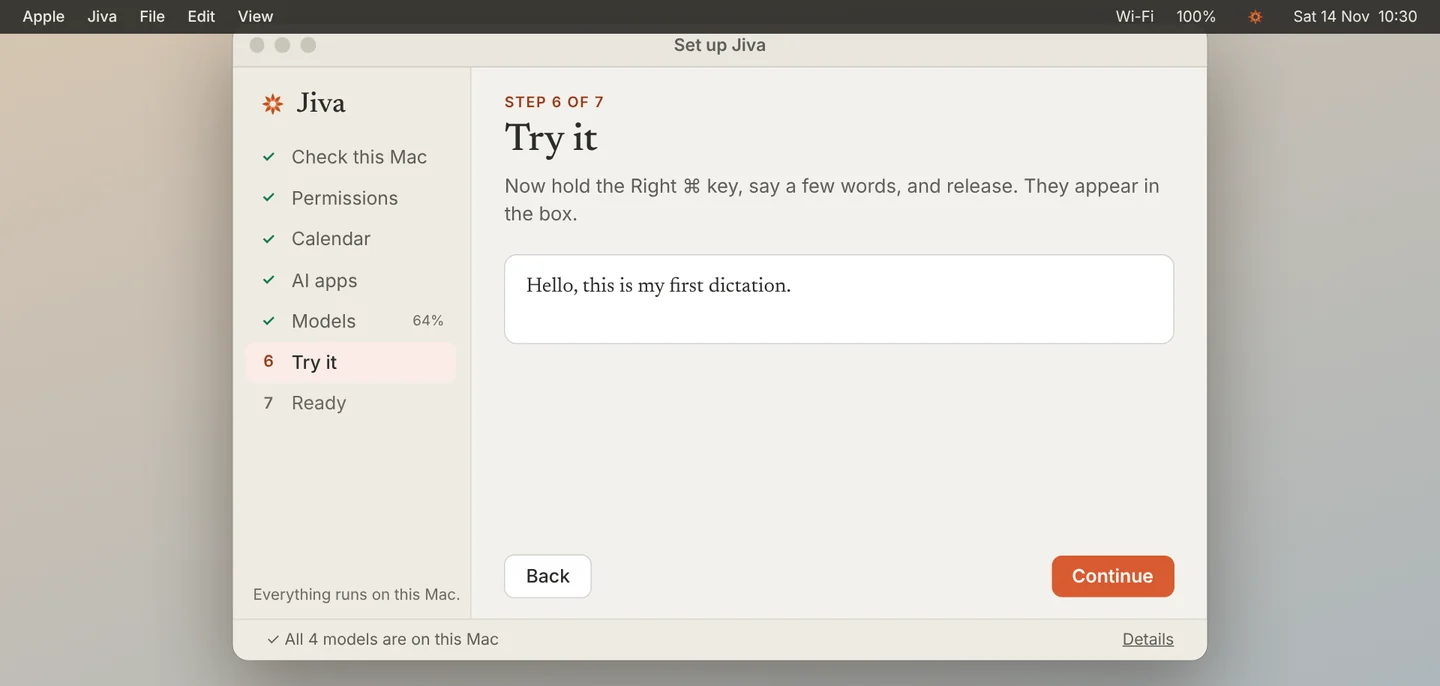 Apple Jiva File Edit View Wi-Fi 100% Sat 14 Nov 10:30
Set up Jiva
Jiva
Check this Mac
Permissions
Calendar
AI apps
Models 64%
6 Try it
7 Ready
Everything runs on this Mac.
STEP 6 OF 7
Try it
Now hold the Right ⌘ key, say a few words, and release. They appear in
the box.
Hello, this is my first dictation.
Back
Continue
✓ All 4 models are on this Mac
Details